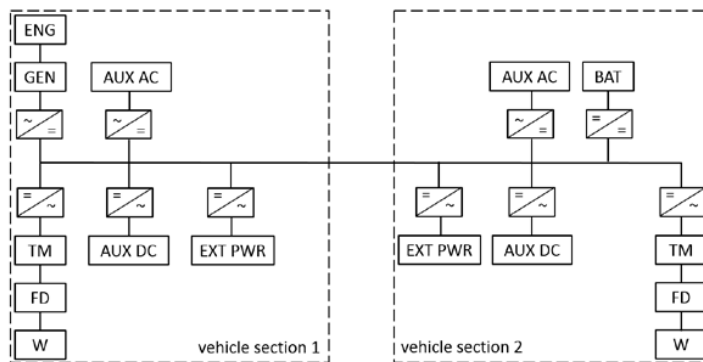 ENG
GEN AUX AC AUX AC BAT
~ = ~ = ~ = = =
= ~ = ~ = ~ = ~ = ~ = ~
TM AUX DC EXT PWR EXT PWR AUX DC TM
FD FD
W vehicle section 1 vehicle section 2 W